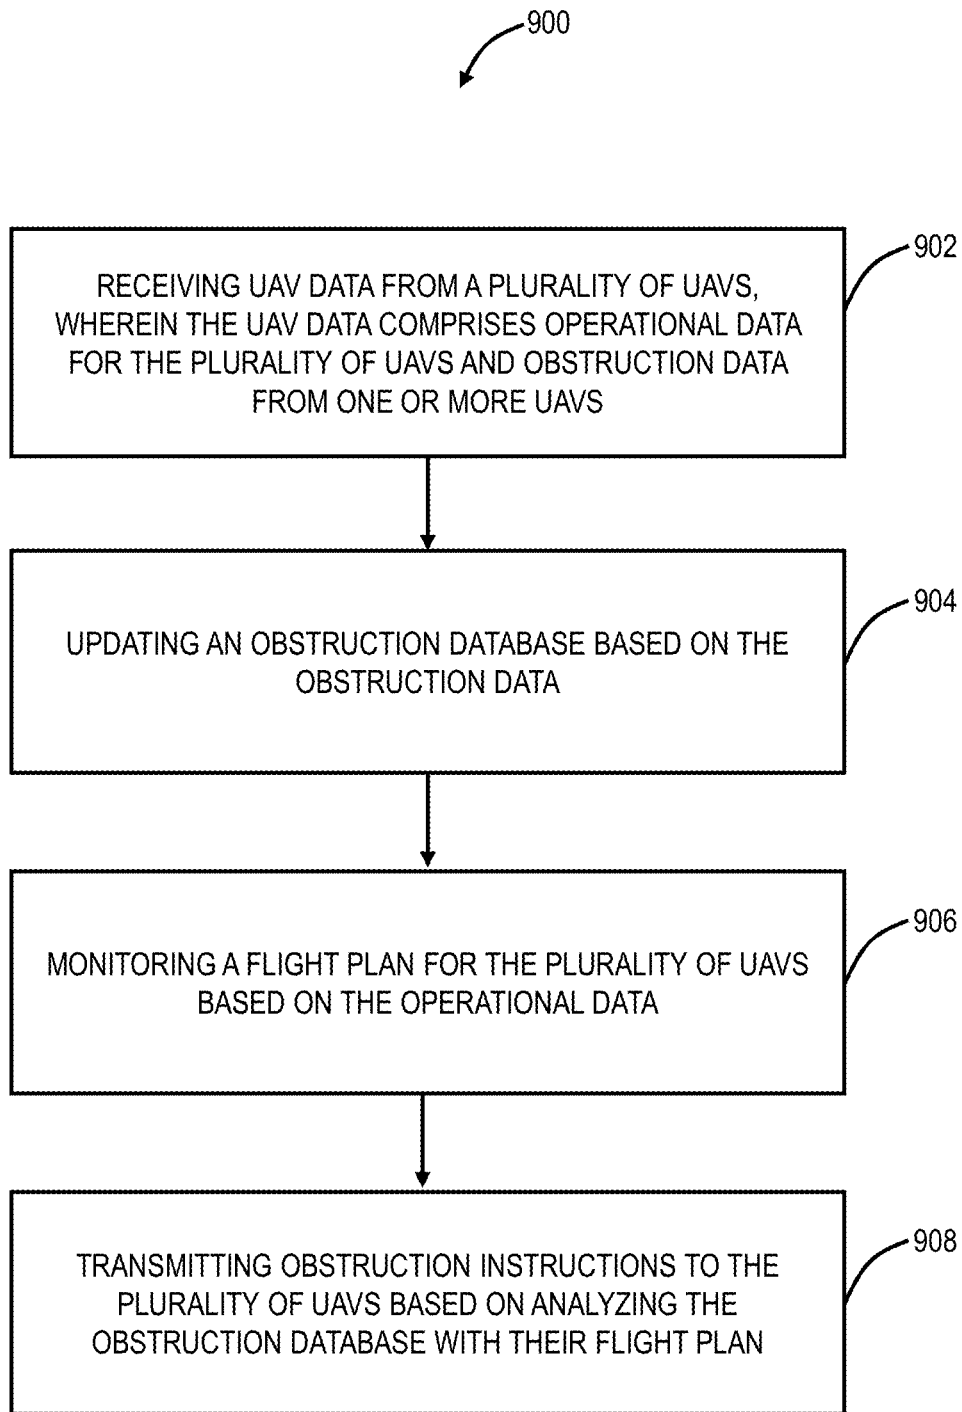 900
902
RECEIVING UAV DATA FROM A PLURALITY OF UAVS,
WHEREIN THE UAV DATA COMPRISES OPERATIONAL DATA
FOR THE PLURALITY OF UAVS AND OBSTRUCTION DATA
FROM ONE OR MORE UAVS
904
UPDATING AN OBSTRUCTION DATABASE BASED ON THE
OBSTRUCTION DATA
906
MONITORING A FLIGHT PLAN FOR THE PLURALITY OF UAVS
BASED ON THE OPERATIONAL DATA
908
TRANSMITTING OBSTRUCTION INSTRUCTIONS TO THE
PLURALITY OF UAVS BASED ON ANALYZING THE
OBSTRUCTION DATABASE WITH THEIR FLIGHT PLAN